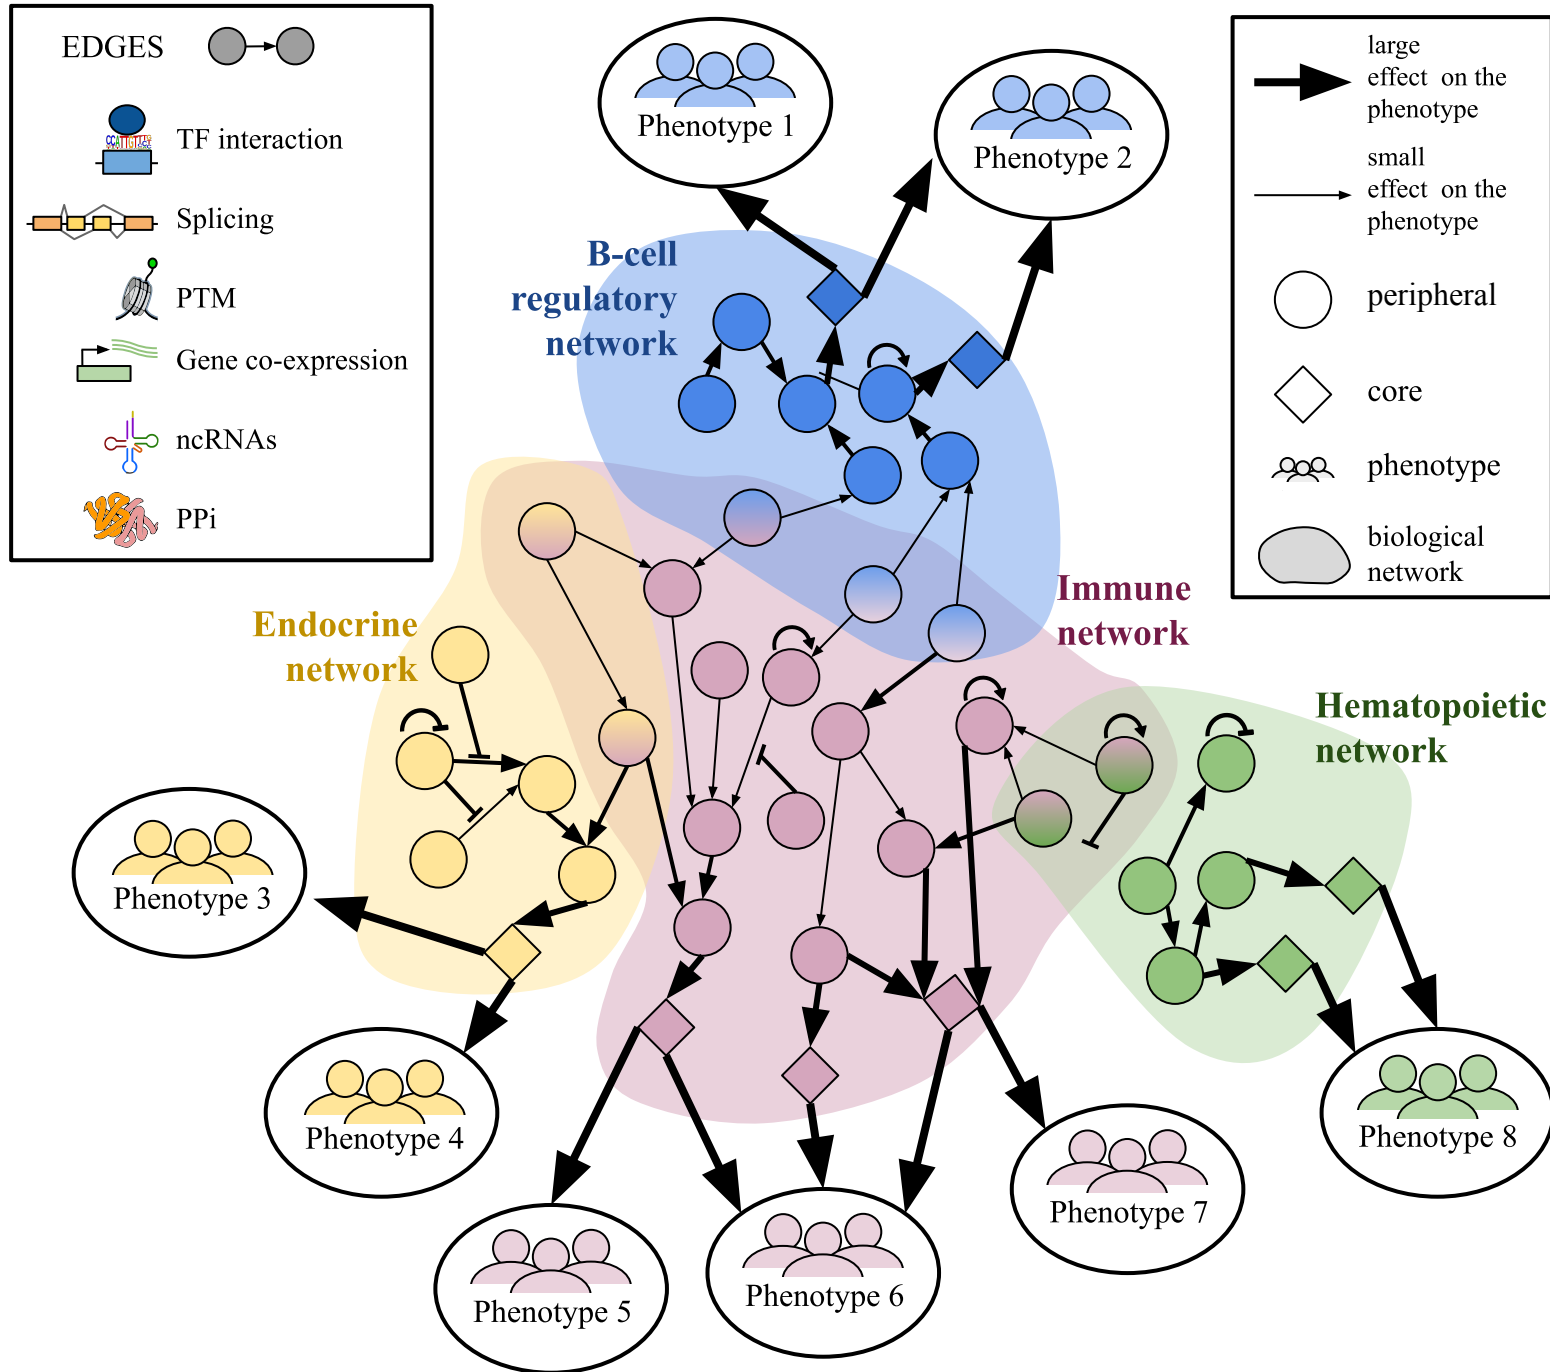 EDGES
TF interaction
Splicing
PTM
Gene co-expression
ncRNAs
PPi
large
effect on the
phenotype
small
effect on the
phenotype
peripheral
core
phenotype
biological
network
Phenotype 1
Phenotype 2
B-cell
regulatory
network
Immune
network
Endocrine
network
Hematopoietic
network
Phenotype 3
Phenotype 4
Phenotype 5
Phenotype 6
Phenotype 7
Phenotype 8